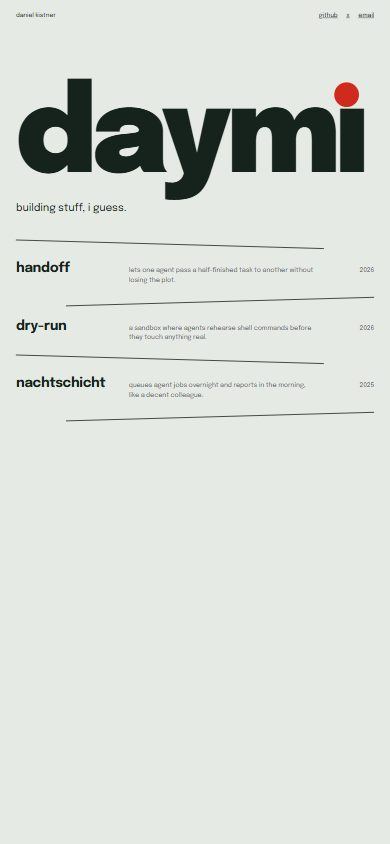 daniel kistner
github x email
daymi
building stuff, i guess.
handoff
lets one agent pass a half-finished task to another without
losing the plot.
2026
dry-run
a sandbox where agents rehearse shell commands before
they touch anything real.
2026
nachtschicht
queues agent jobs overnight and reports in the morning,
like a decent colleague.
2025